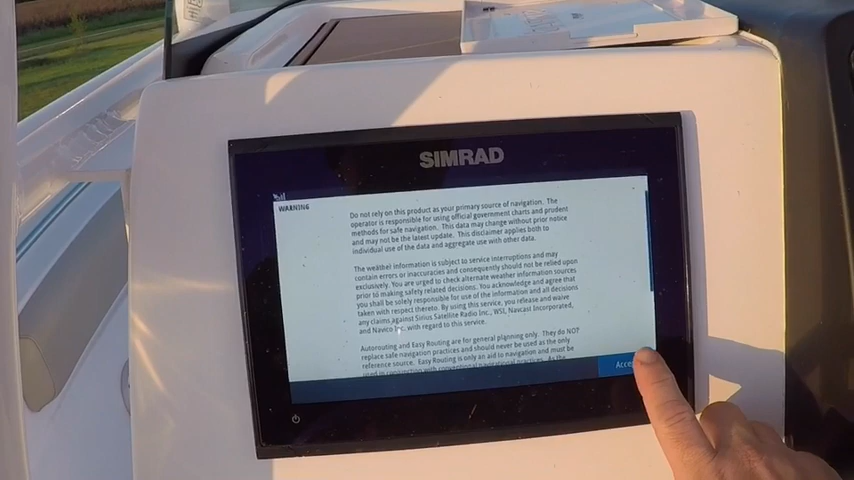 SIMRAD
WARNING
Do not rely on this product as your primary source of navigation. The
operator is responsible for using official government charts and prudent
methods for safe navigation. This data may change without prior notice
and may not be the latest update. This disclaimer applies both to
individual use of the data and aggregate use with other data.
The weather information is subject to service interruptions and may
contain errors or inaccuracies and consequently should not be relied upon
exclusively. You are urged to check alternate weather information sources
prior to making safety related decisions. You acknowledge and agree that
you shall be solely responsible for use of the information and all decisions
taken with respect thereto. By using this service, you release and waive
any claims against Sirius Satellite Radio Inc., WSI, Navcast Incorporated,
and Navico Inc. with regard to this service.
Autorouting and Easy Routing are for general planning only. They do NOT
replace safe navigation practices and should never be used as the only
reference source. Easy Routing is only an aid to navigation and must be
used in conjunction with conventional navigational practices. As the
Accep